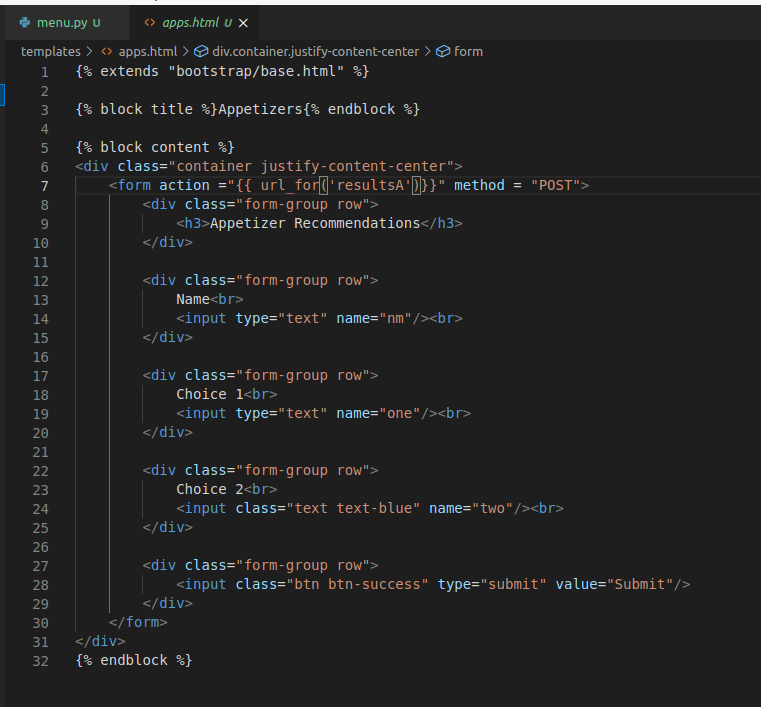 menu.py U
apps.html U
templates > apps.html > div.container.justify-content-center > form
1 {% extends "bootstrap/base.html" %}
2
3 {% block title %}Appetizers{% endblock %}
4
5 {% block content %}
6 <div class="container justify-content-center">
7 <form action ="{{ url_for('resultsA')}}" method = "POST">
8 <div class="form-group row">
9 <h3>Appetizer Recommendations</h3>
10 </div>
11
12 <div class="form-group row">
13 Name<br>
14 <input type="text" name="nm"/><br>
15 </div>
16
17 <div class="form-group row">
18 Choice 1<br>
19 <input type="text" name="one"/><br>
20 </div>
21
22 <div class="form-group row">
23 Choice 2<br>
24 <input class="text text-blue" name="two"/><br>
25 </div>
26
27 <div class="form-group row">
28 <input class="btn btn-success" type="submit" value="Submit"/>
29 </div>
30 </form>
31 </div>
32 {% endblock %}